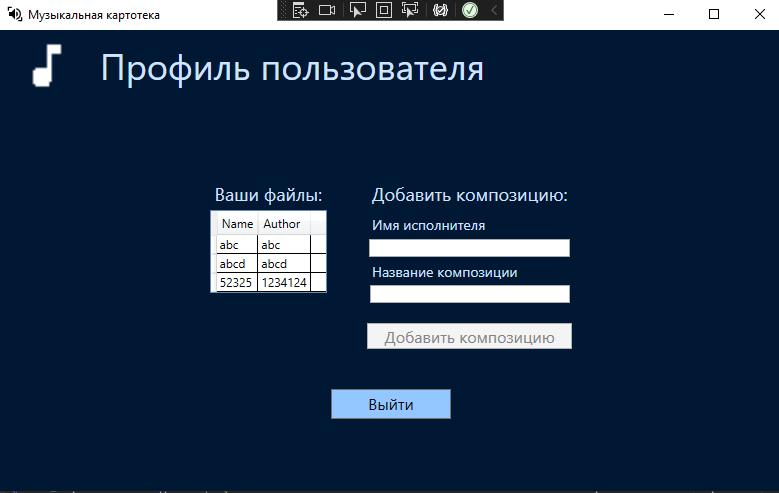 Музыкальная картотека
Профиль пользователя
Ваши файлы:
Name Author
abc abc
abcd abcd
52325 1234124
Добавить композицию:
Имя исполнителя
Название композиции
Добавить композицию
Выйти